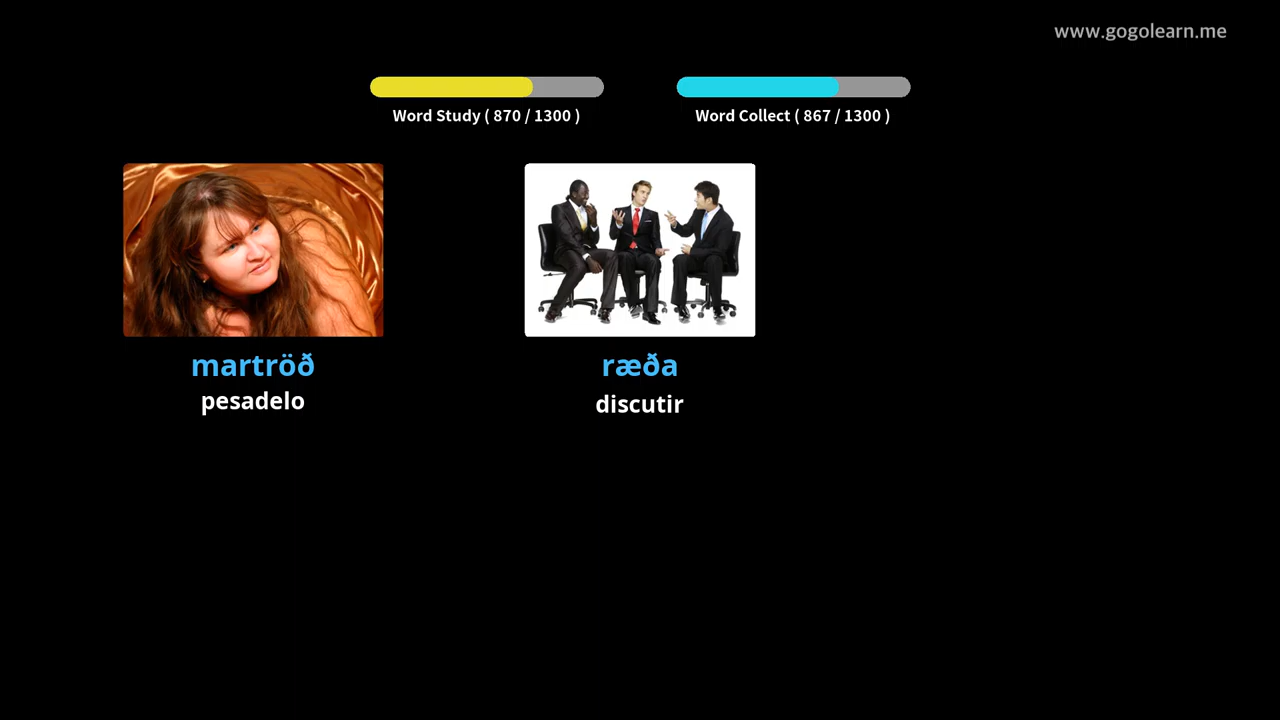 www.gogolearn.me
Word Study ( 870 / 1300 )
Word Collect ( 867 / 1300 )
martröð
pesadelo
ræða
discutir